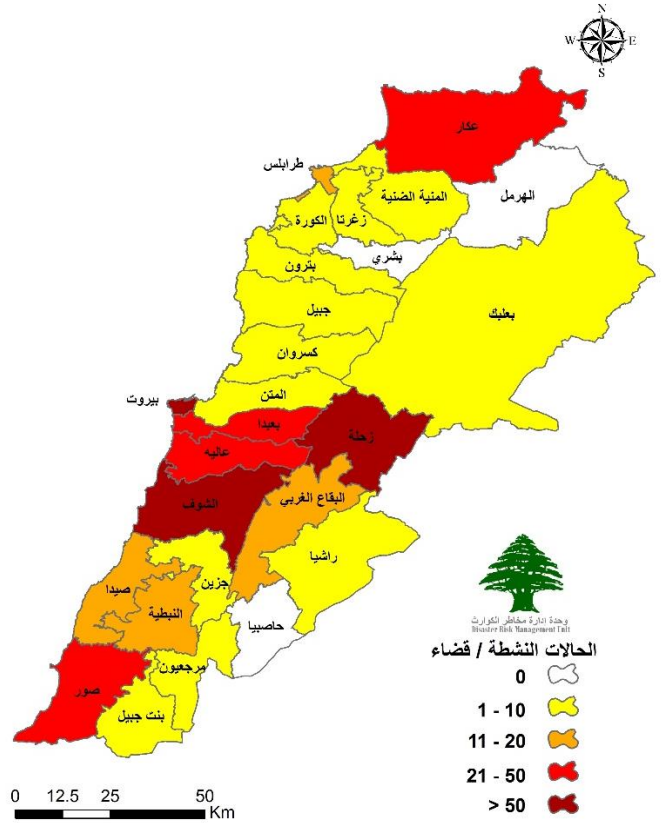 N
W E
S
عكار
طرابلس
الهرمل
المنية الضنية
زغرتا
الكورة
بشري
بترون
بعلبك
جبيل
كسروان
المتن
بيروت
بعبدا
زحلة
عاليه
البقاع الغربي
الشوف
راشيا
جزين
صيدا
النبطية
حاصبيا
مرجعيون
صور
بنت جبيل
وحدة ادارة مخاطر الكوارث
Disaster Risk Management Unit
الحالات النشطة / قضاء
0
1 - 10
11 - 20
21 - 50
> 50
0 12.5 25 50
Km